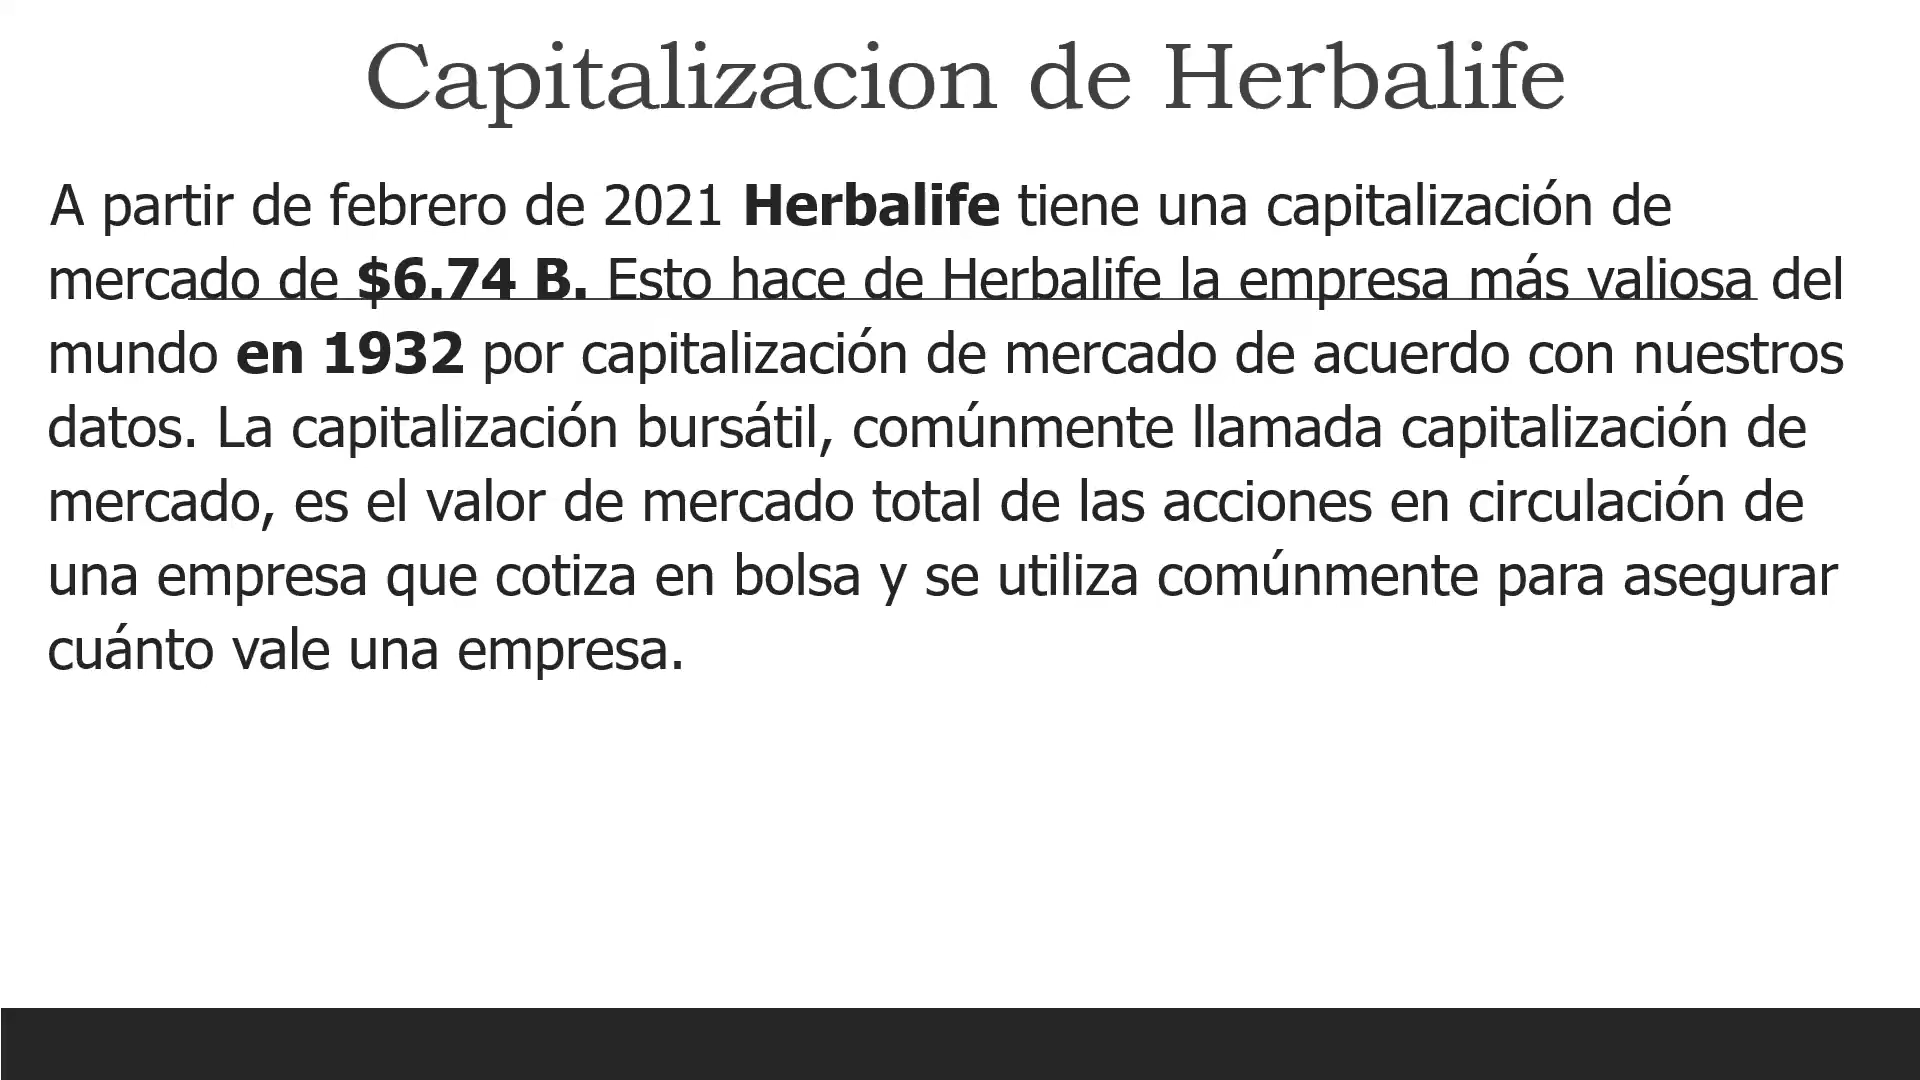 Capitalizacion de Herbalife
A partir de febrero de 2021 Herbalife tiene una capitalización de
mercado de $6.74 B. Esto hace de Herbalife la empresa más valiosa del
mundo en 1932 por capitalización de mercado de acuerdo con nuestros
datos. La capitalización bursátil, comúnmente llamada capitalización de
mercado, es el valor de mercado total de las acciones en circulación de
una empresa que cotiza en bolsa y se utiliza comúnmente para asegurar
cuánto vale una empresa.